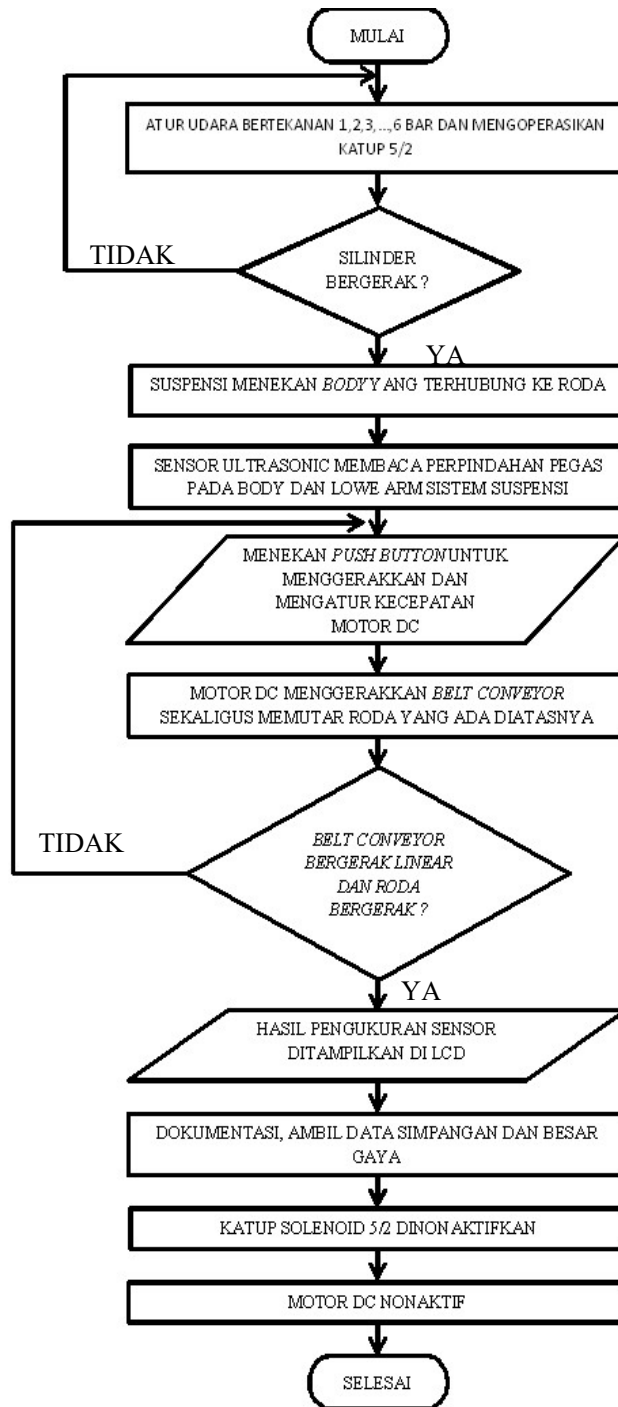 MULAI
ATUR UDARA BERTEKANAN 1,2,3,...,6 BAR DAN MENGOPERASIKAN
KATUP 5/2
TIDAK
SILINDER
BERGERAK ?
YA
SUSPENSI MENEKAN BODY YANG TERHUBUNG KE RODA
SENSOR ULTRASONIC MEMBACA PERPINDAHAN PEGAS
PADA BODY DAN LOWE ARM SISTEM SUSPENSI
MENEKAN PUSH BUTTON UNTUK
MENGGERAKKAN DAN
MENGATUR KECEPATAN
MOTOR DC
MOTOR DC MENGGERAKKAN BELT CONVEYOR
SEKALIGUS MEMUTAR RODA YANG ADA DIATASNYA
TIDAK
BELT CONVEYOR
BERGERAK LINEAR
DAN RODA
BERGERAK ?
YA
HASIL PENGUKURAN SENSOR
DITAMPILKAN DI LCD
DOKUMENTASI, AMBIL DATA SIMPANGAN DAN BESAR
GAYA
KATUP SOLENOID 5/2 DINONAKTIFKAN
MOTOR DC NONAKTIF
SELESAI